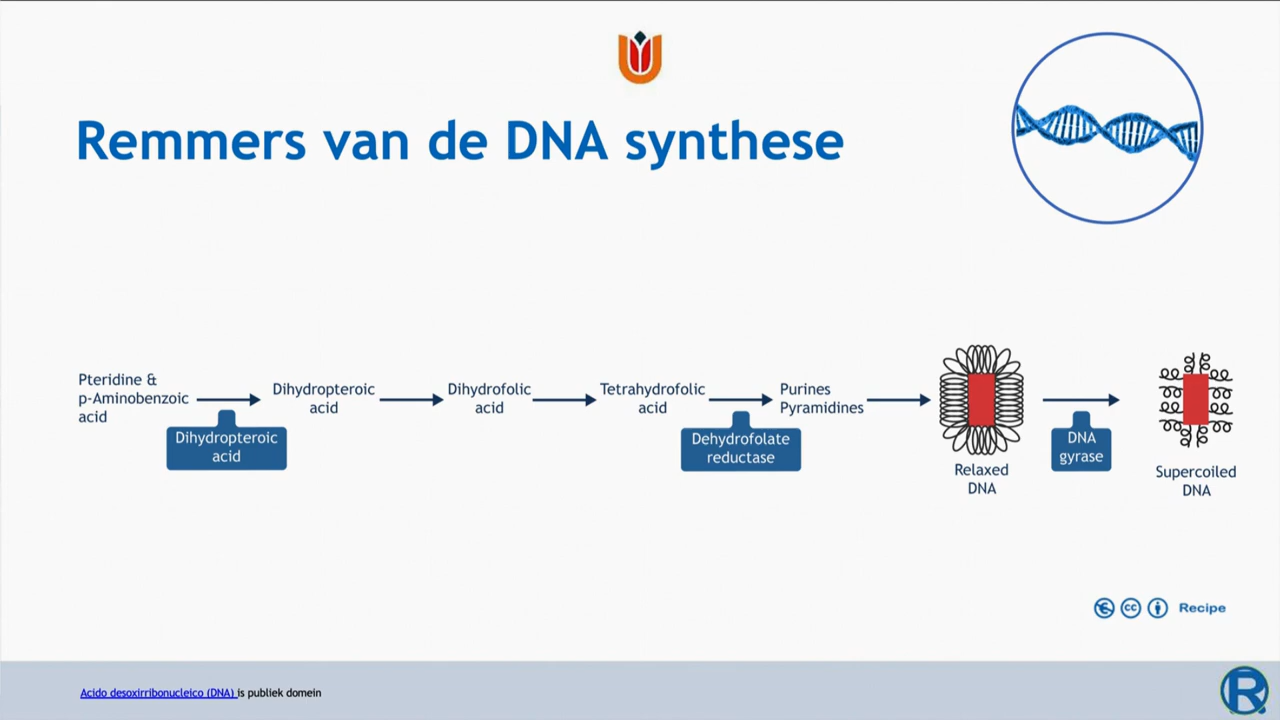 Remmers van de DNA synthese
Pteridine &
p-Aminobenzoic
acid
Dihydropteroic
acid
Dihydropteroic
acid
Dihydrofolic
acid
Tetrahydrofolic
acid
Dehydrofolate
reductase
Purines
Pyramidines
Relaxed
DNA
DNA
gyrase
Supercoiled
DNA
cc
Recipe
Acido desoxirribonucleico (DNA) is publiek domein
R